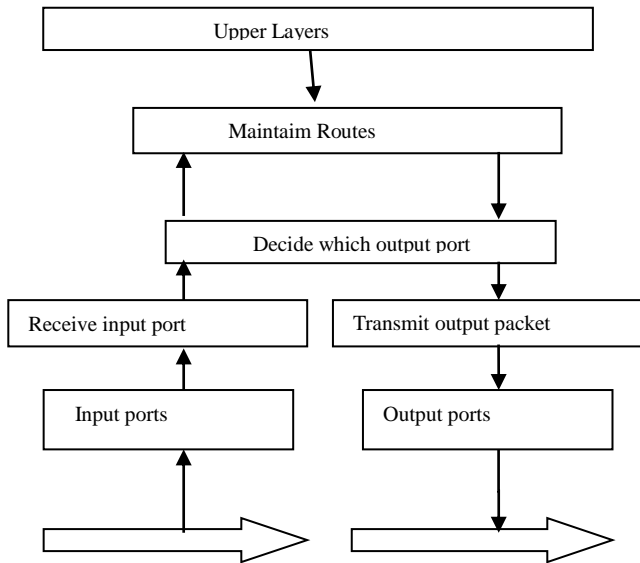 Upper Layers
Maintaim Routes
Decide which output port
Receive input port
Transmit output packet
Input ports
Output ports